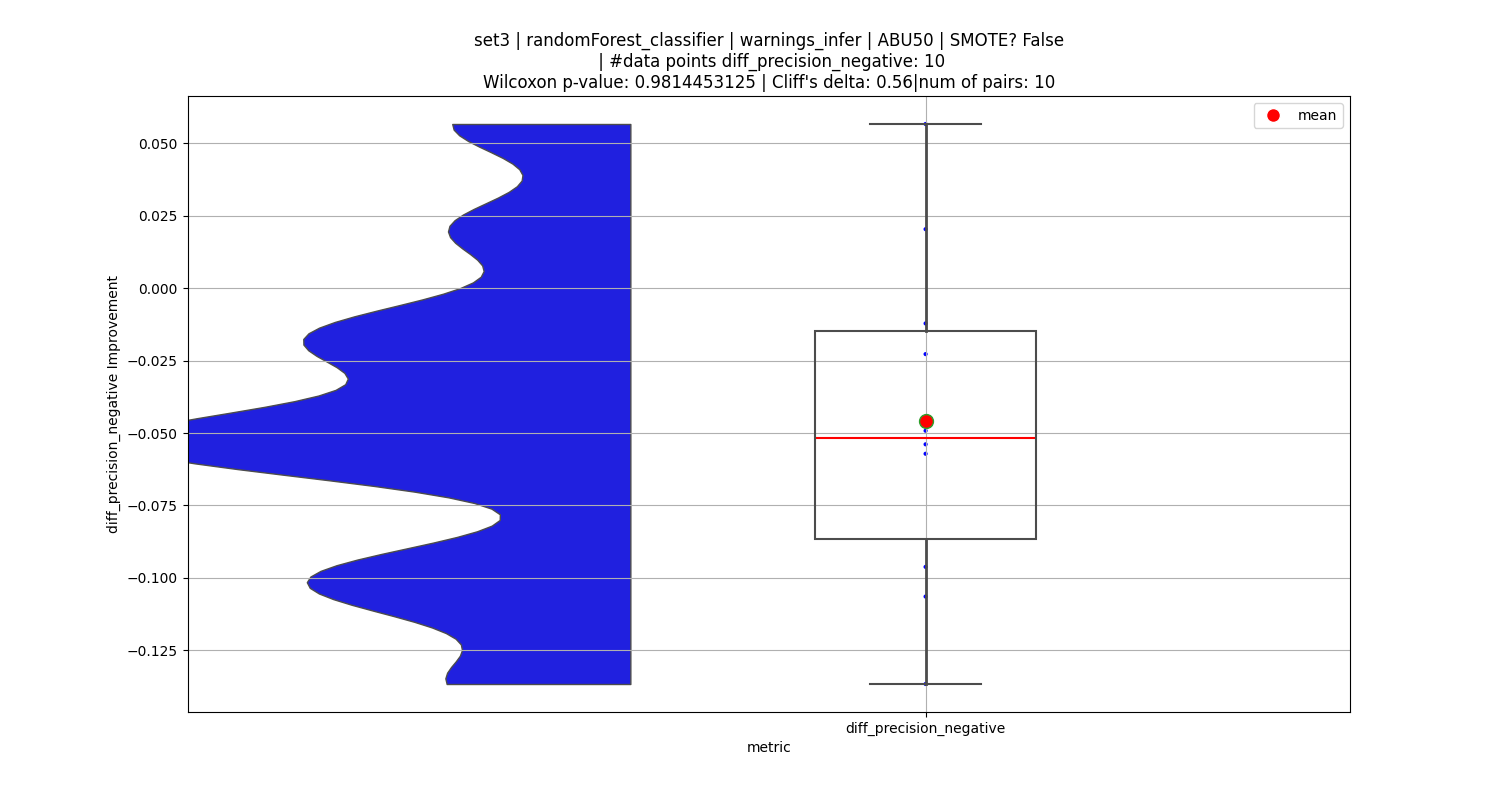 set3 | randomForest_classifier | warnings_infer | ABU50 | SMOTE? False
| #data points diff_precision_negative: 10
Wilcoxon p-value: 0.9814453125 | Cliff's delta: 0.56|num of pairs: 10
mean
0.050
0.025
0.000
−0.025
−0.050
−0.075
−0.100
−0.125
diff_precision_negative Improvement
diff_precision_negative
metric